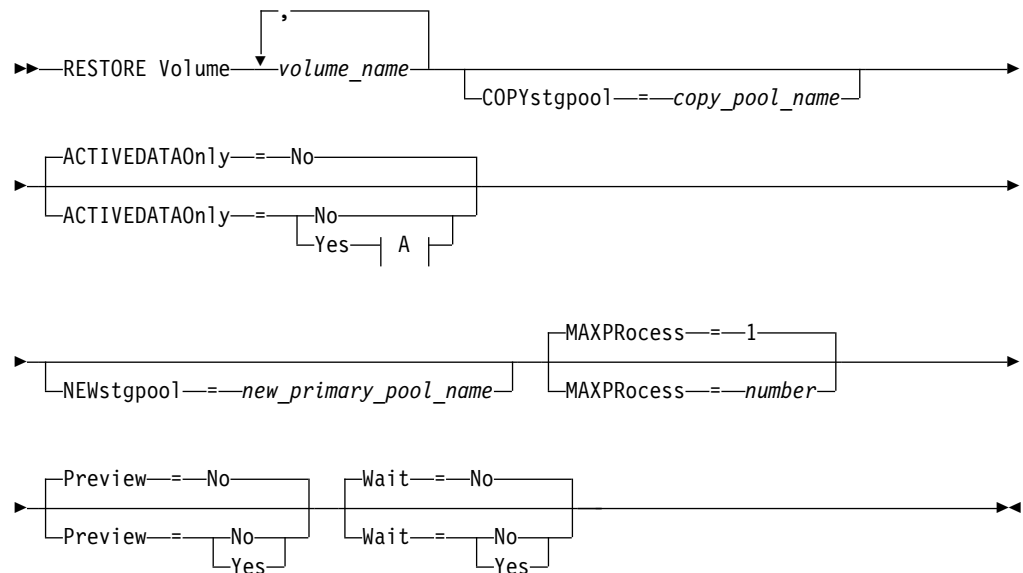 ,
RESTORE Volume volume_name
COPYstgpool = copy_pool_name
ACTIVEDATAOnly = No
ACTIVEDATAOnly = No
Yes A
NEWstgpool = new_primary_pool_name
MAXPRocess = 1
MAXPRocess = number
Preview = No
Preview = No
Yes
Wait = No
Wait = No
Yes